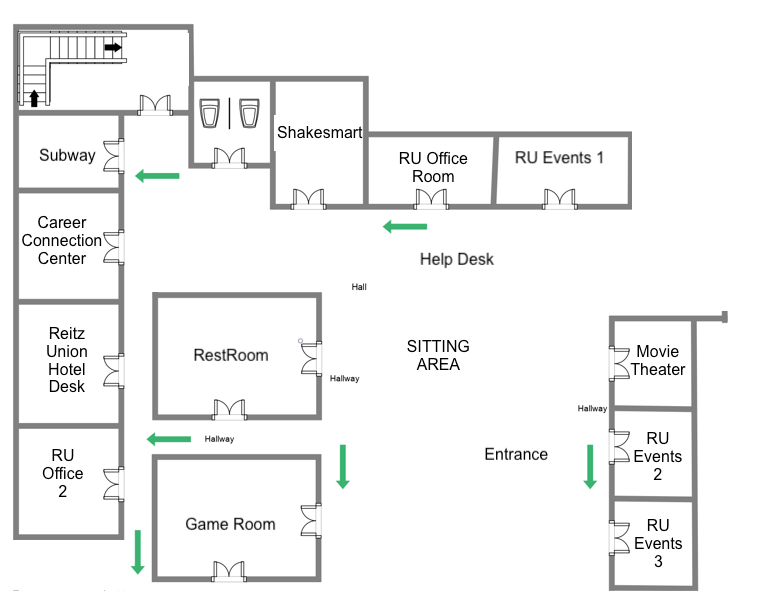 Shakesmart
Subway
RU Office
Room
RU Events 1
Career
Connection
Center
Help Desk
Hall
Reitz
Union
Hotel
Desk
RestRoom
SITTING
AREA
Hallway
Movie
Theater
Hallway
Hallway
RU
Office
2
Entrance
RU
Events
2
Game Room
RU
Events
3